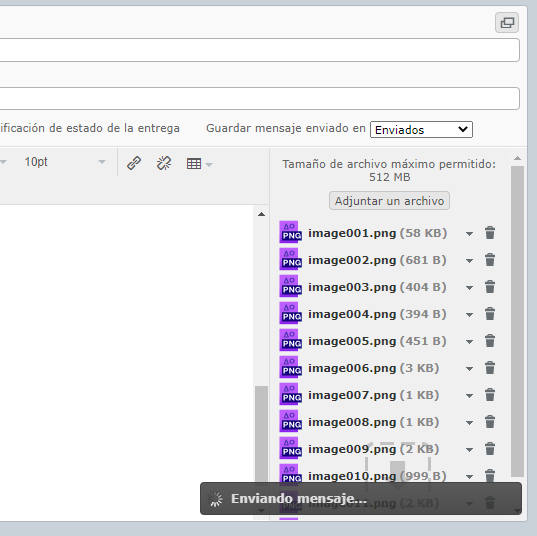 ificación de estado de la entrega
Guardar mensaje enviado en
Enviados
10pt
Tamaño de archivo máximo permitido:
512 MB
Adjuntar un archivo
PNG image001.png (58 KB)
PNG image002.png (681 B)
PNG image003.png (404 B)
PNG image004.png (394 B)
PNG image005.png (451 B)
PNG image006.png (3 KB)
PNG image007.png (1 KB)
PNG image008.png (1 KB)
PNG image009.png (2 KB)
PNG image010.png (999 B)
PNG image011.png (2 KB)
Enviando mensaje...